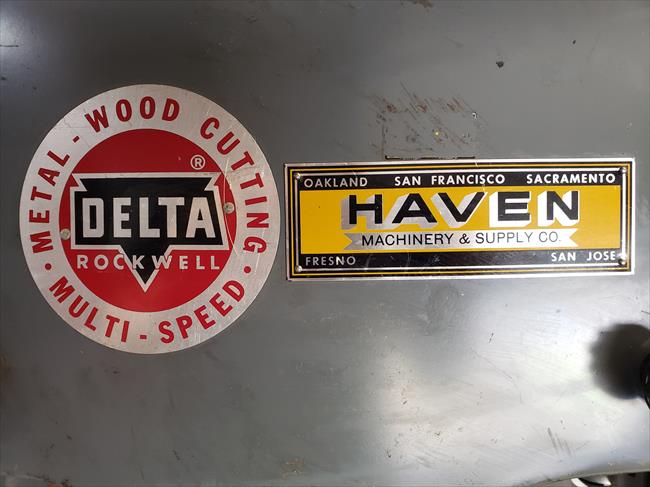 METAL - WOOD CUTTING
®
DELTA
ROCKWELL
• MULTI - SPEED •
OAKLAND SAN FRANCISCO SACRAMENTO
HAVEN
MACHINERY & SUPPLY CO.
FRESNO SAN JOSE